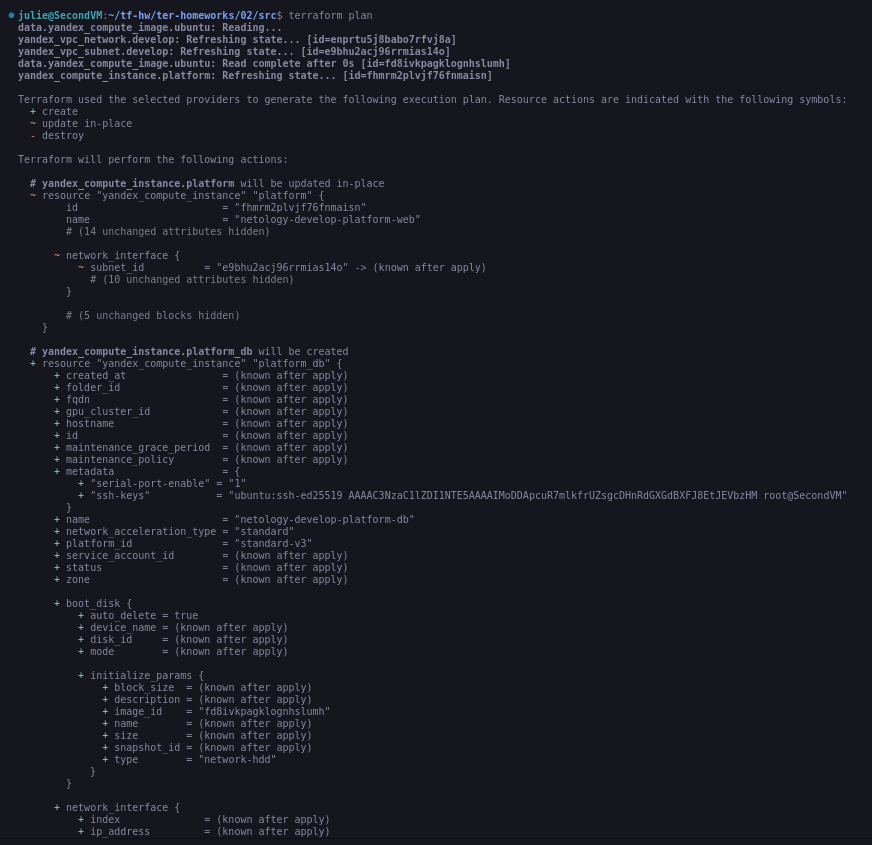 julie@SecondVM:~/tf-hw/ter-homeworks/02/src$ terraform plan
data.yandex_compute_image.ubuntu: Reading...
yandex_vpc_network.develop: Refreshing state... [id=enprtu5j8babo7rfvj8a]
yandex_vpc_subnet.develop: Refreshing state... [id=e9bhu2acj96rrmias14o]
data.yandex_compute_image.ubuntu: Read complete after 0s [id=fd8ivkpagklognhslumh]
yandex_compute_instance.platform: Refreshing state... [id=fhmrm2plvjf76fnmaisn]
Terraform used the selected providers to generate the following execution plan. Resource actions are indicated with the following symbols:
+ create
~ update in-place
- destroy
Terraform will perform the following actions:
# yandex_compute_instance.platform will be updated in-place
~ resource "yandex_compute_instance" "platform" {
id = "fhmrm2plvjf76fnmaisn"
name = "netology-develop-platform-web"
# (14 unchanged attributes hidden)
~ network_interface {
~ subnet_id = "e9bhu2acj96rrmias14o" -> (known after apply)
# (10 unchanged attributes hidden)
}
# (5 unchanged blocks hidden)
}
# yandex_compute_instance.platform_db will be created
+ resource "yandex_compute_instance" "platform_db" {
+ created_at = (known after apply)
+ folder_id = (known after apply)
+ fqdn = (known after apply)
+ gpu_cluster_id = (known after apply)
+ hostname = (known after apply)
+ id = (known after apply)
+ maintenance_grace_period = (known after apply)
+ maintenance_policy = (known after apply)
+ metadata = {
+ "serial-port-enable" = "1"
+ "ssh-keys" = "ubuntu:ssh-ed25519 AAAAC3NzaC1lZDI1NTE5AAAAIMoDDApcuR7mlkfrUZsgcDHnRdGXGdBXFJ8EtJEVbzHM root@SecondVM"
}
+ name = "netology-develop-platform-db"
+ network_acceleration_type = "standard"
+ platform_id = "standard-v3"
+ service_account_id = (known after apply)
+ status = (known after apply)
+ zone = (known after apply)
+ boot_disk {
+ auto_delete = true
+ device_name = (known after apply)
+ disk_id = (known after apply)
+ mode = (known after apply)
+ initialize_params {
+ block_size = (known after apply)
+ description = (known after apply)
+ image_id = "fd8ivkpagklognhslumh"
+ name = (known after apply)
+ size = (known after apply)
+ snapshot_id = (known after apply)
+ type = "network-hdd"
}
}
+ network_interface {
+ index = (known after apply)
+ ip_address = (known after apply)